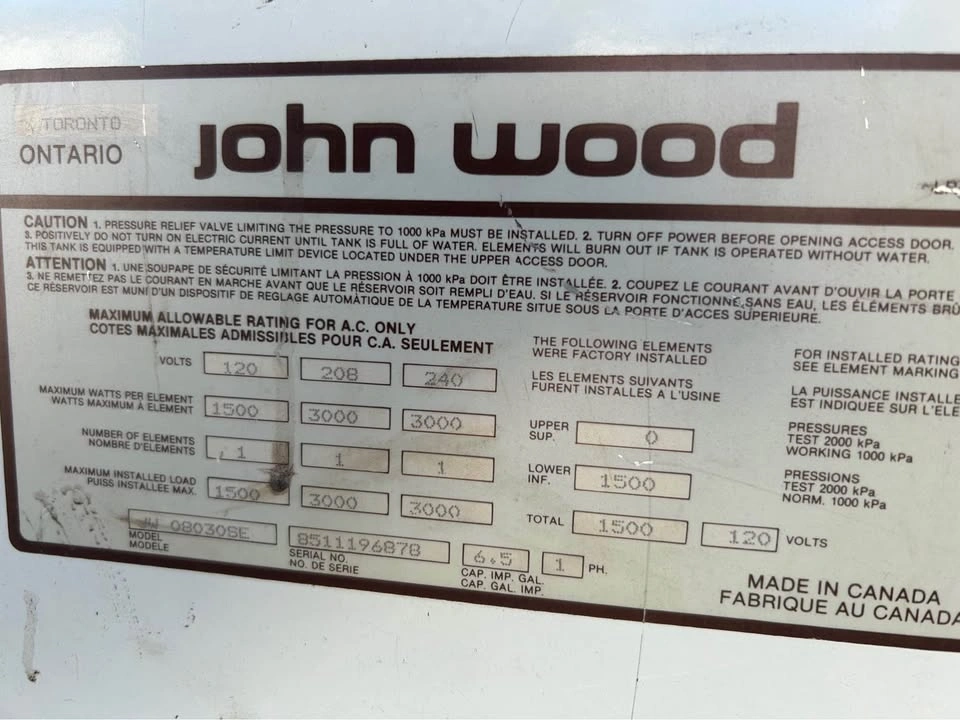 TORONTO
ONTARIO
john wood
CAUTION 1. PRESSURE RELIEF VALVE LIMITING THE PRESSURE TO 1000 kPa MUST BE INSTALLED. 2. TURN OFF POWER BEFORE OPENING ACCESS DOOR.
3. POSITIVELY DO NOT TURN ON ELECTRIC CURRENT UNTIL TANK IS FULL OF WATER. ELEMENTS WILL BURN OUT IF TANK IS OPERATED WITHOUT WATER.
THIS TANK IS EQUIPPED WITH A TEMPERATURE LIMIT DEVICE LOCATED UNDER THE UPPER ACCESS DOOR.
ATTENTION 1. UNE SOUPAPE DE SÉCURITÉ LIMITANT LA PRESSION À 1000 kPa DOIT ÊTRE INSTALLÉE. 2. COUPEZ LE COURANT AVANT D'OUVIR LA PORTE
3. NE REMETTEZ PAS LE COURANT EN MARCHE AVANT QUE LE RÉSERVOIR SOIT REMPLI D'EAU. SI LE RÉSERVOIR FONCTIONNE SANS EAU, LES ÉLÉMENTS BRÛ
CE RÉSERVOIR EST MUNI D'UN DISPOSITIF DE REGLAGE AUTOMÀTIQUE DE LA TEMPERATURE SITUE SOUS LA PORTE D'ACCES SUPERIEURE.
MAXIMUM ALLOWABLE RATING FOR A.C. ONLY
COTES MAXIMALES ADMISSIBLES POUR C.A. SEULEMENT
VOLTS 120 208 240
MAXIMUM WATTS PER ELEMENT
WATTS MAXIMUM À ELEMENT
1500 3000 3000
NUMBER OF ELEMENTS
NOMBRE D'ELEMENTS
1 1 1
MAXIMUM INSTALLED LOAD
PUISS INSTALLEE MAX.
1500 3000 3000
THE FOLLOWING ELEMENTS
WERE FACTORY INSTALLED
LES ELEMENTS SUIVANTS
FURENT INSTALLES A L'USINE
UPPER
SUP.
0
LOWER
INF.
1500
TOTAL 1500 120 VOLTS
FOR INSTALLED RATING
SEE ELEMENT MARKING
LA PUISSANCE INSTALLE
EST INDIQUEE SUR L'ELE
PRESSURES
TEST 2000 kPa
WORKING 1000 kPa
PRESSIONS
TEST 2000 kPa
NORM. 1000 kPa
JW 08030SE
MODEL
MODELE
8511196878
SERIAL NO.
NO. DE SERIE
6.5
CAP. IMP. GAL.
CAP. GAL. IMP.
1 PH.
MADE IN CANADA
FABRIQUE AU CANADA